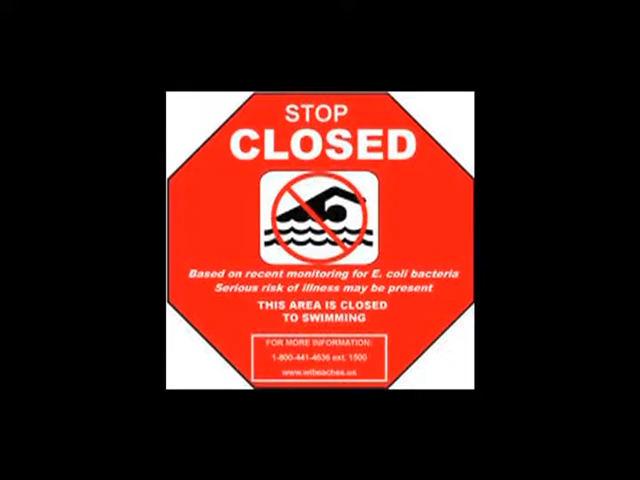 STOP
CLOSED
Based on recent monitoring for E. coli bacteria
Serious risk of illness may be present
THIS AREA IS CLOSED
TO SWIMMING
FOR MORE INFORMATION:
1-800-441-4636 est. 1500
www.wibeaches.us